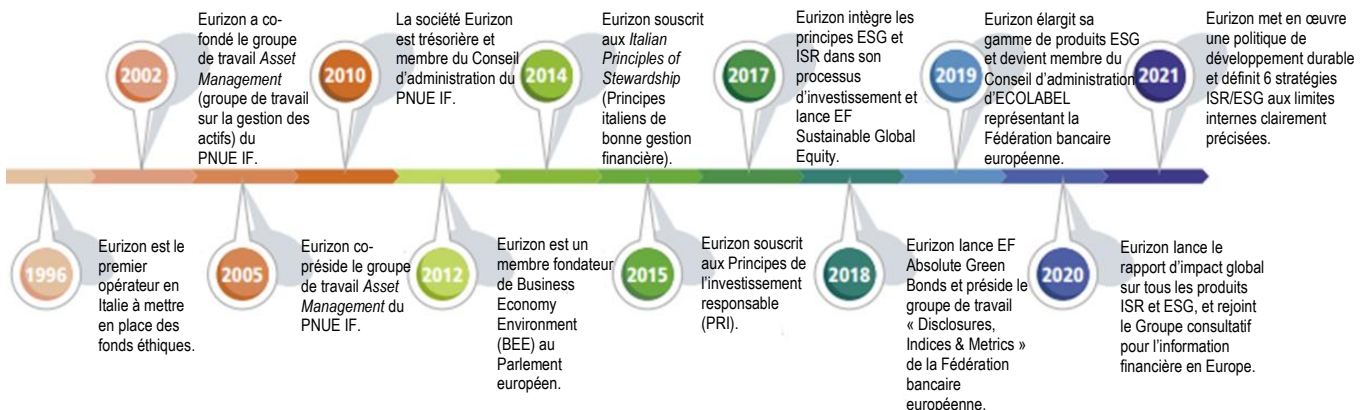 2002
Eurizon a co-
fondé le groupe
de travail Asset
Management
(groupe de travail
sur la gestion des
actifs) du
PNUE IF.
2010
La société Eurizon
est trésorière et
membre du Conseil
d’administration du
PNUE IF.
2014
Eurizon souscrit
aux Italian
Principles of
Stewardship
(Principes
italiens de
bonne gestion
financière).
2017
Eurizon intègre les
principes ESG et
ISR dans son
processus
d’investissement et
lance EF
Sustainable Global
Equity.
2019
Eurizon élargit sa
gamme de produits ESG
et devient membre du
Conseil d’administration
d’ECOLABEL
représentant la
Fédération bancaire
européenne.
2021
Eurizon met en œuvre
une politique de
développement durable
et définit 6 stratégies
ISR/ESG aux limites
internes clairement
précisées.
1996
Eurizon est le
premier
opérateur en
Italie à mettre
en place des
fonds éthiques.
2005
Eurizon co-
préside le groupe
de travail Asset
Management du
PNUE IF.
2012
Eurizon est un
membre fondateur
de Business
Economy
Environment
(BEE) au
Parlement
européen.
2015
Eurizon souscrit
aux Principes de
l’investissement
responsable
(PRI).
2018
Eurizon lance EF
Absolute Green
Bonds et préside le
groupe de travail
« Disclosures,
Indices & Metrics »
de la Fédération
bancaire
européenne.
2020
Eurizon lance le
rapport d’impact global
sur tous les produits
ISR et ESG, et rejoint
le Groupe consultatif
pour l’information
financière en Europe.